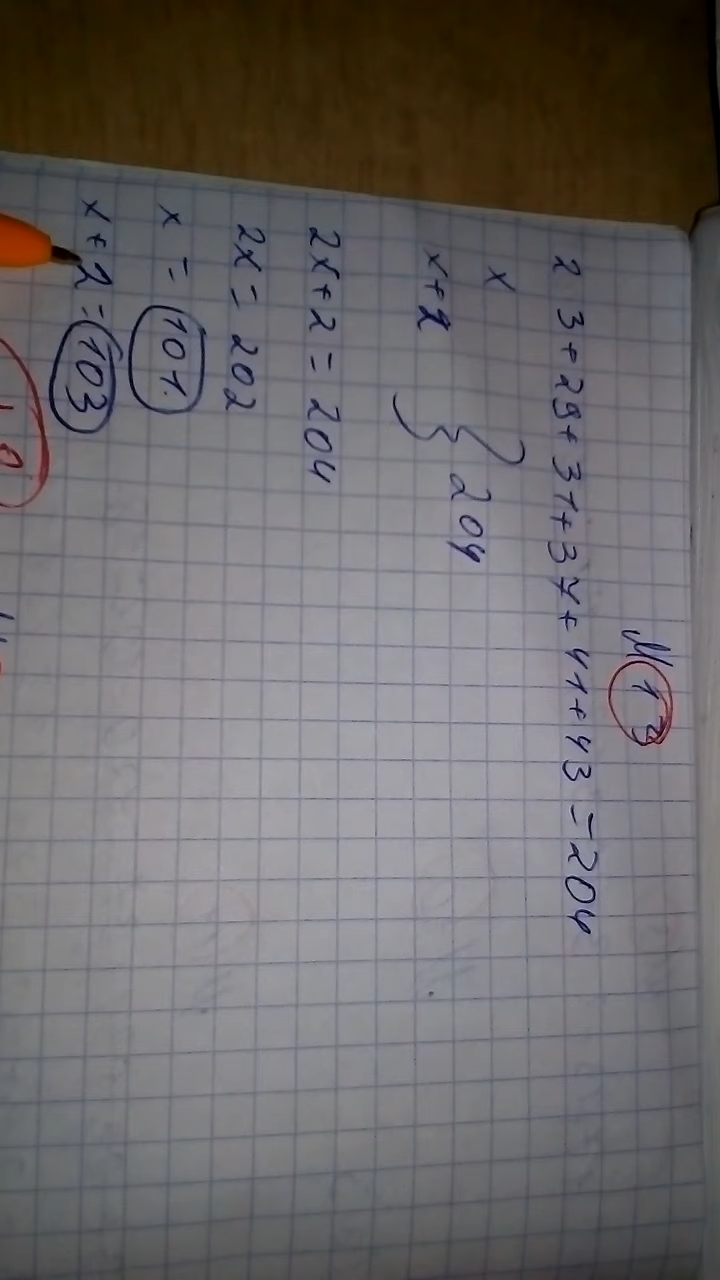 №13
23+29+31+37+41+43=204
x
x+2 } 204
2x+2=204
2x=202
x=101.
x+2=103